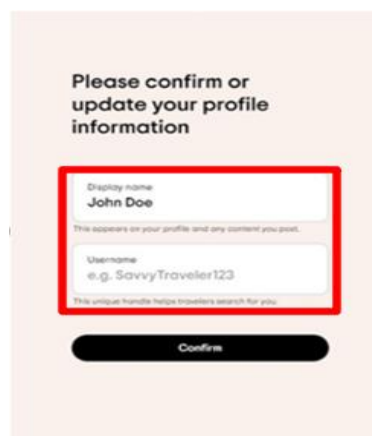 Please confirm or
update your profile
information
Display name
John Doe
This appears on your profile and any content you post.
Username
e.g. SavvyTraveler123
This unique handle helps travelers search for you.
Confirm